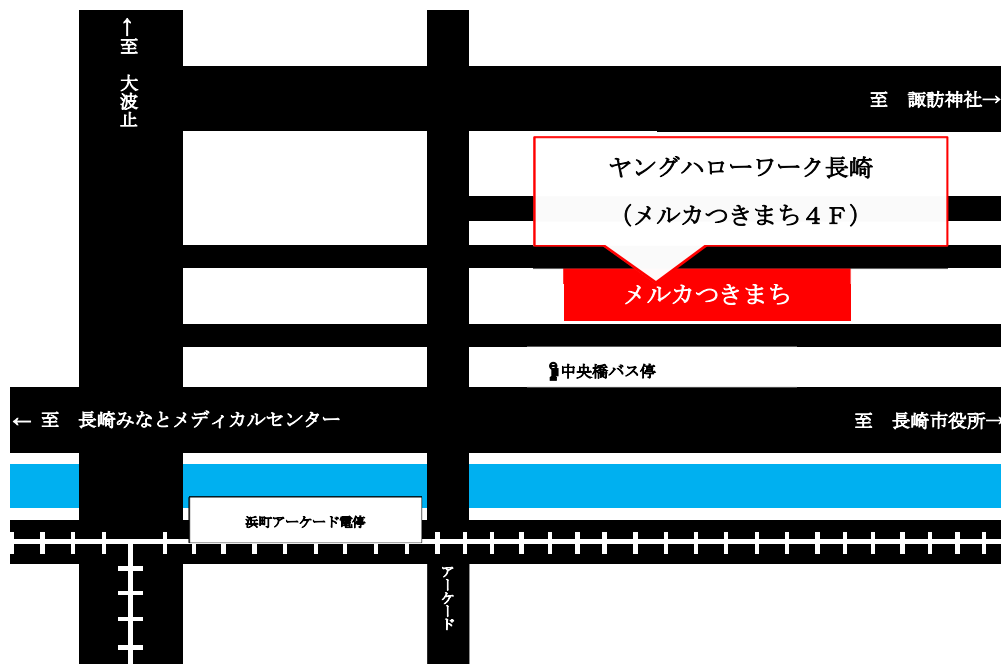 ←至　大波止
至　諏訪神社→
ヤングハローワーク長崎
（メルカつきまち４Ｆ）
メルカつきまち
中央橋バス停
←　至　長崎みなとメディカルセンター
至　長崎市役所→
浜町アーケード電停
アーケード